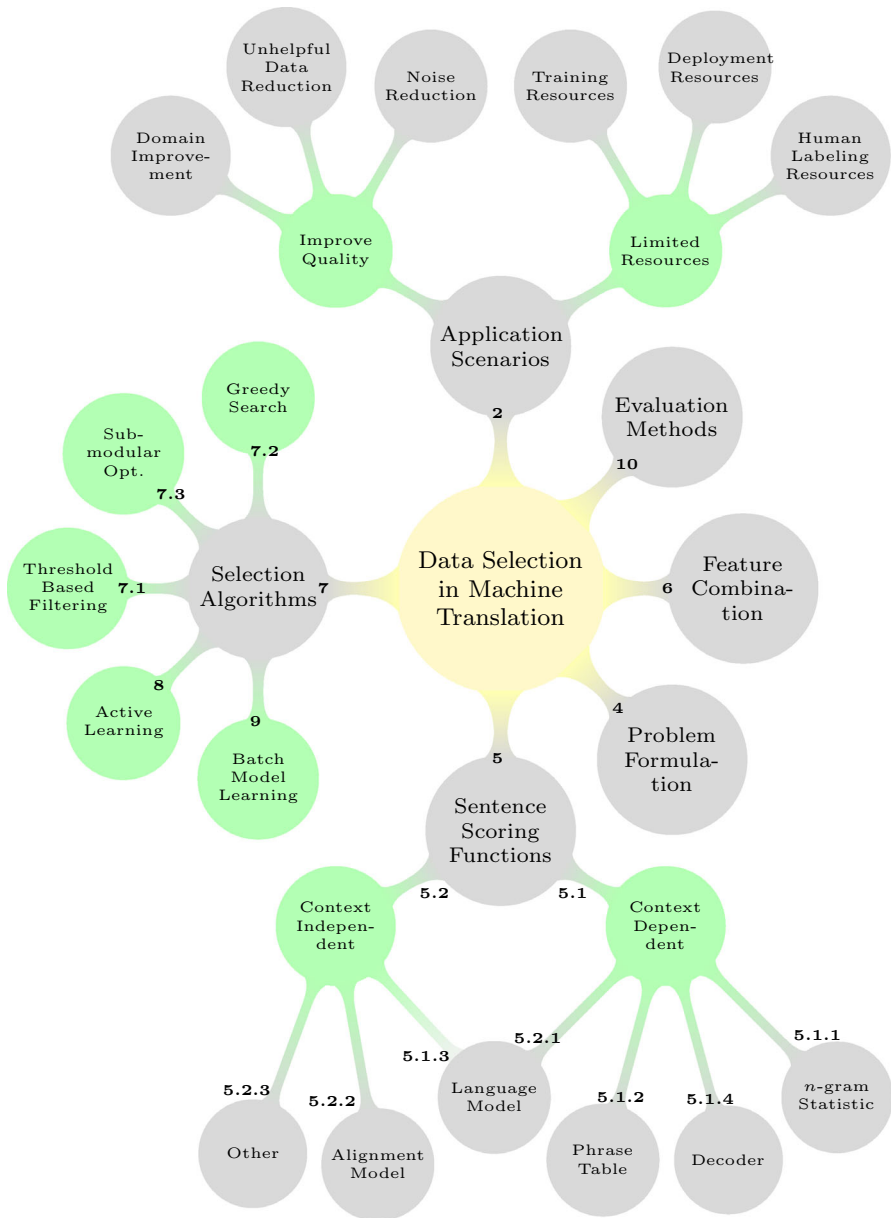 Unhelpful
Data
Reduction
Noise
Reduction
Training
Resources
Deployment
Resources
Domain
Improve-
ment
Human
Labeling
Resources
Improve
Quality
Limited
Resources
Application
Scenarios
2
Greedy
Search
7.2
Evaluation
Methods
10
Sub-
modular
Opt.
7.3
Threshold
Based
Filtering
7.1
Selection
Algorithms
7
Data Selection
in Machine
Translation
6
Feature
Combina-
tion
8
Active
Learning
9
Batch
Model
Learning
4
Problem
Formula-
tion
5
Sentence
Scoring
Functions
5.2
5.1
Context
Indepen-
dent
Context
Depen-
dent
5.2.3
Other
5.2.2
Alignment
Model
5.1.3
5.2.1
Language
Model
5.1.2
Phrase
Table
5.1.4
Decoder
5.1.1
n-gram
Statistic